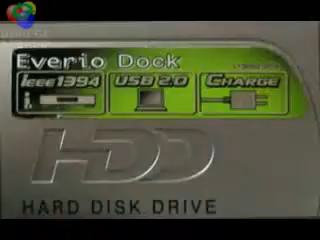 Everio Dock
IEEE1394 USB 2.0 CHARGE
i.
HDD
HARD DISK DRIVE